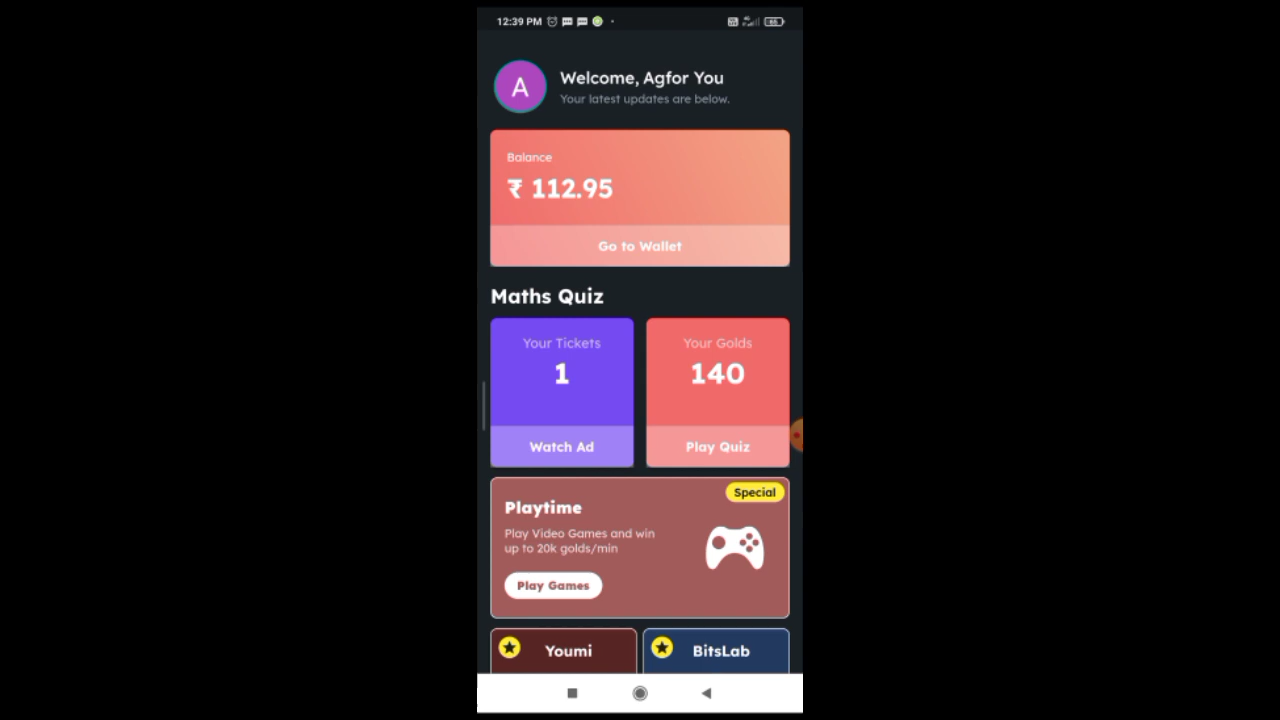 12:39 PM
A
Welcome, Agfor You
Your latest updates are below.
Balance
₹ 112.95
Go to Wallet
Maths Quiz
Your Tickets
1
Watch Ad
Your Golds
140
Play Quiz
Special
Playtime
Play Video Games and win
up to 20k golds/min
Play Games
Youmi
BitsLab